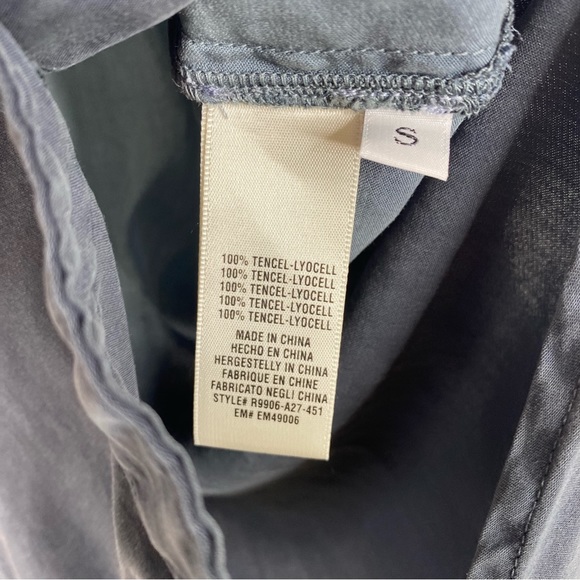 S
100% TENCEL-LYOCELL
100% TENCEL-LYOCELL
100% TENCEL-LYOCELL
100% TENCEL-LYOCELL
100% TENCEL-LYOCELL
MADE IN CHINA
HECHO EN CHINA
HERGESTELLY IN CHINA
FABRIQUE EN CHINE
FABRICATO NEGLI CHINA
STYLE# R9906-A27-451
EM# EM49006